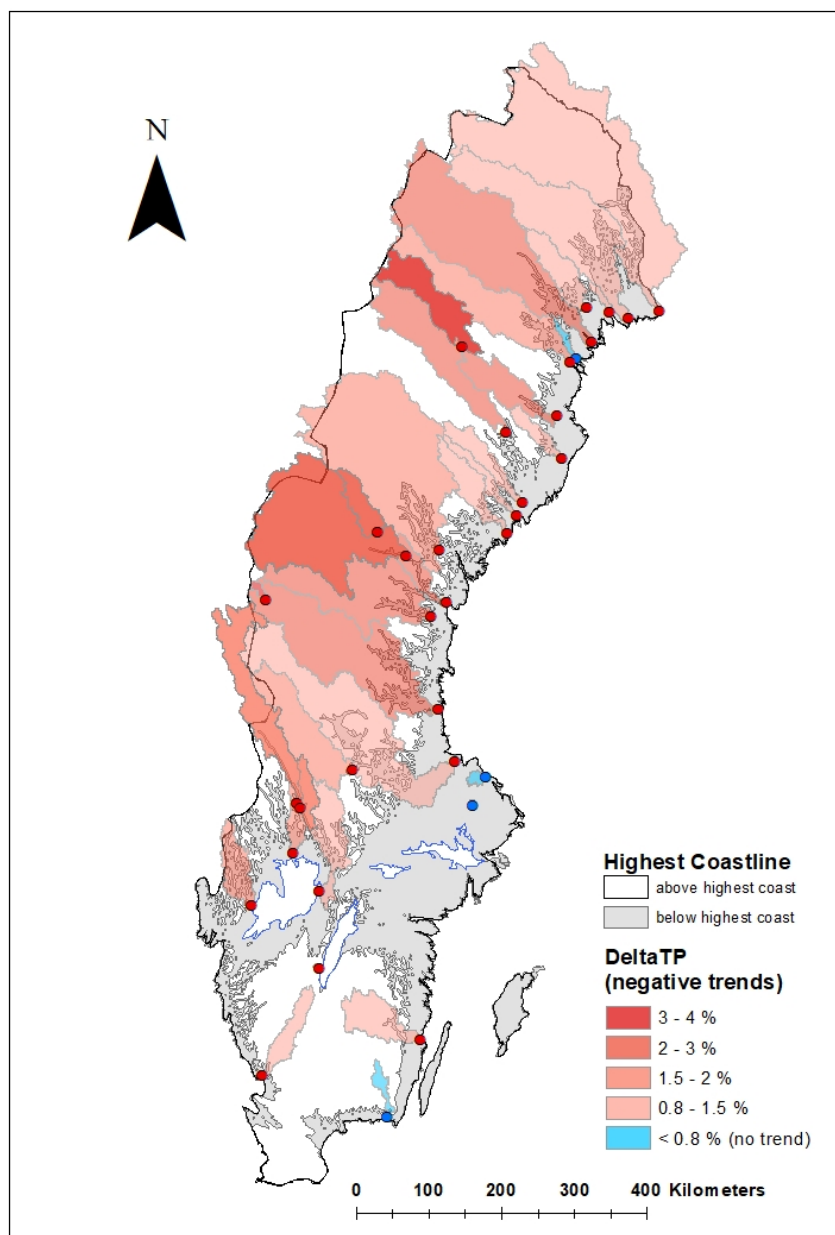 N
Highest Coastline
above highest coast
below highest coast
DeltaTP
(negative trends)
3 - 4 %
2 - 3 %
1.5 - 2 %
0.8 - 1.5 %
< 0.8 % (no trend)
0 100 200 300 400 Kilometers